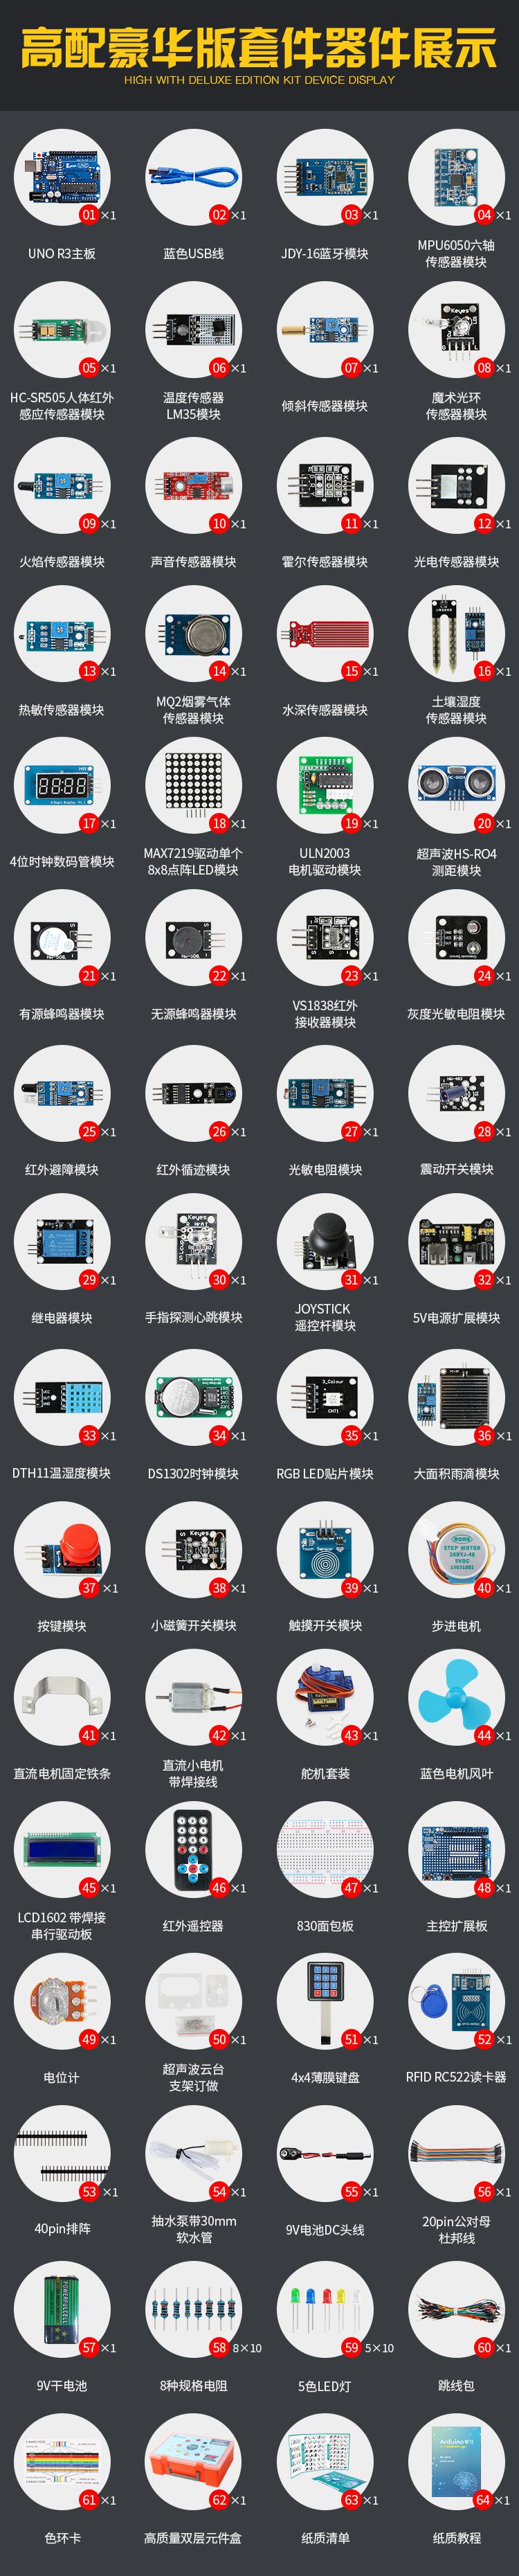 高配豪华版套件器件展示
HIGH WITH DELUXE EDITION KIT DEVICE DISPLAY
01 ×1
02 ×1
03 ×1
04 ×1
UNO R3主板
蓝色USB线
JDY-16蓝牙模块
MPU6050六轴
传感器模块
05 ×1
06 ×1
07 ×1
Keyes
08 ×1
HC-SR505人体红外
感应传感器模块
温度传感器
LM35模块
倾斜传感器模块
魔术光环
传感器模块
09 ×1
10 ×1
11 ×1
12 ×1
火焰传感器模块
声音传感器模块
霍尔传感器模块
光电传感器模块
13 ×1
14 ×1
15 ×1
16 ×1
热敏传感器模块
MQ2烟雾气体
传感器模块
水深传感器模块
土壤湿度
传感器模块
17 ×1
18 ×1
19 ×1
20 ×1
4位时钟数码管模块
MAX7219驱动单个
8x8点阵LED模块
ULN2003
电机驱动模块
超声波HS-RO4
测距模块
21 ×1
22 ×1
23 ×1
24 ×1
有源蜂鸣器模块
无源蜂鸣器模块
VS1838红外
接收器模块
灰度光敏电阻模块
25 ×1
26 ×1
27 ×1
28 ×1
红外避障模块
红外循迹模块
光敏电阻模块
震动开关模块
29 ×1
Keyes
30 ×1
31 ×1
32 ×1
继电器模块
手指探测心跳模块
JOYSTICK
遥控杆模块
5V电源扩展模块
33 ×1
34 ×1
35 ×1
36 ×1
DTH11温湿度模块
DS1302时钟模块
RGB LED贴片模块
大面积雨滴模块
37 ×1
Keyes
38 ×1
39 ×1
STEP MOTOR
28BYJ-48
5VDC
40 ×1
按键模块
小磁簧开关模块
触摸开关模块
步进电机
41 ×1
42 ×1
43 ×1
44 ×1
直流电机固定铁条
直流小电机
带焊接线
舵机套装
蓝色电机风叶
45 ×1
46 ×1
47 ×1
48 ×1
LCD1602 带焊接
串行驱动板
红外遥控器
830面包板
主控扩展板
49 ×1
50 ×1
51 ×1
52 ×1
电位计
超声波云台
支架订做
4x4薄膜键盘
RFID RC522读卡器
53 ×1
54 ×1
55 ×1
56 ×1
40pin排阵
抽水泵带30mm
软水管
9V电池DC头线
20pin公对母
杜邦线
POWERFULCELL
57 ×1
58 8×10
59 5×10
60 ×1
9V干电池
8种规格电阻
5色LED灯
跳线包
61 ×1
62 ×1
63 ×1
Arduino学习
64 ×1
色环卡
高质量双层元件盒
纸质清单
纸质教程